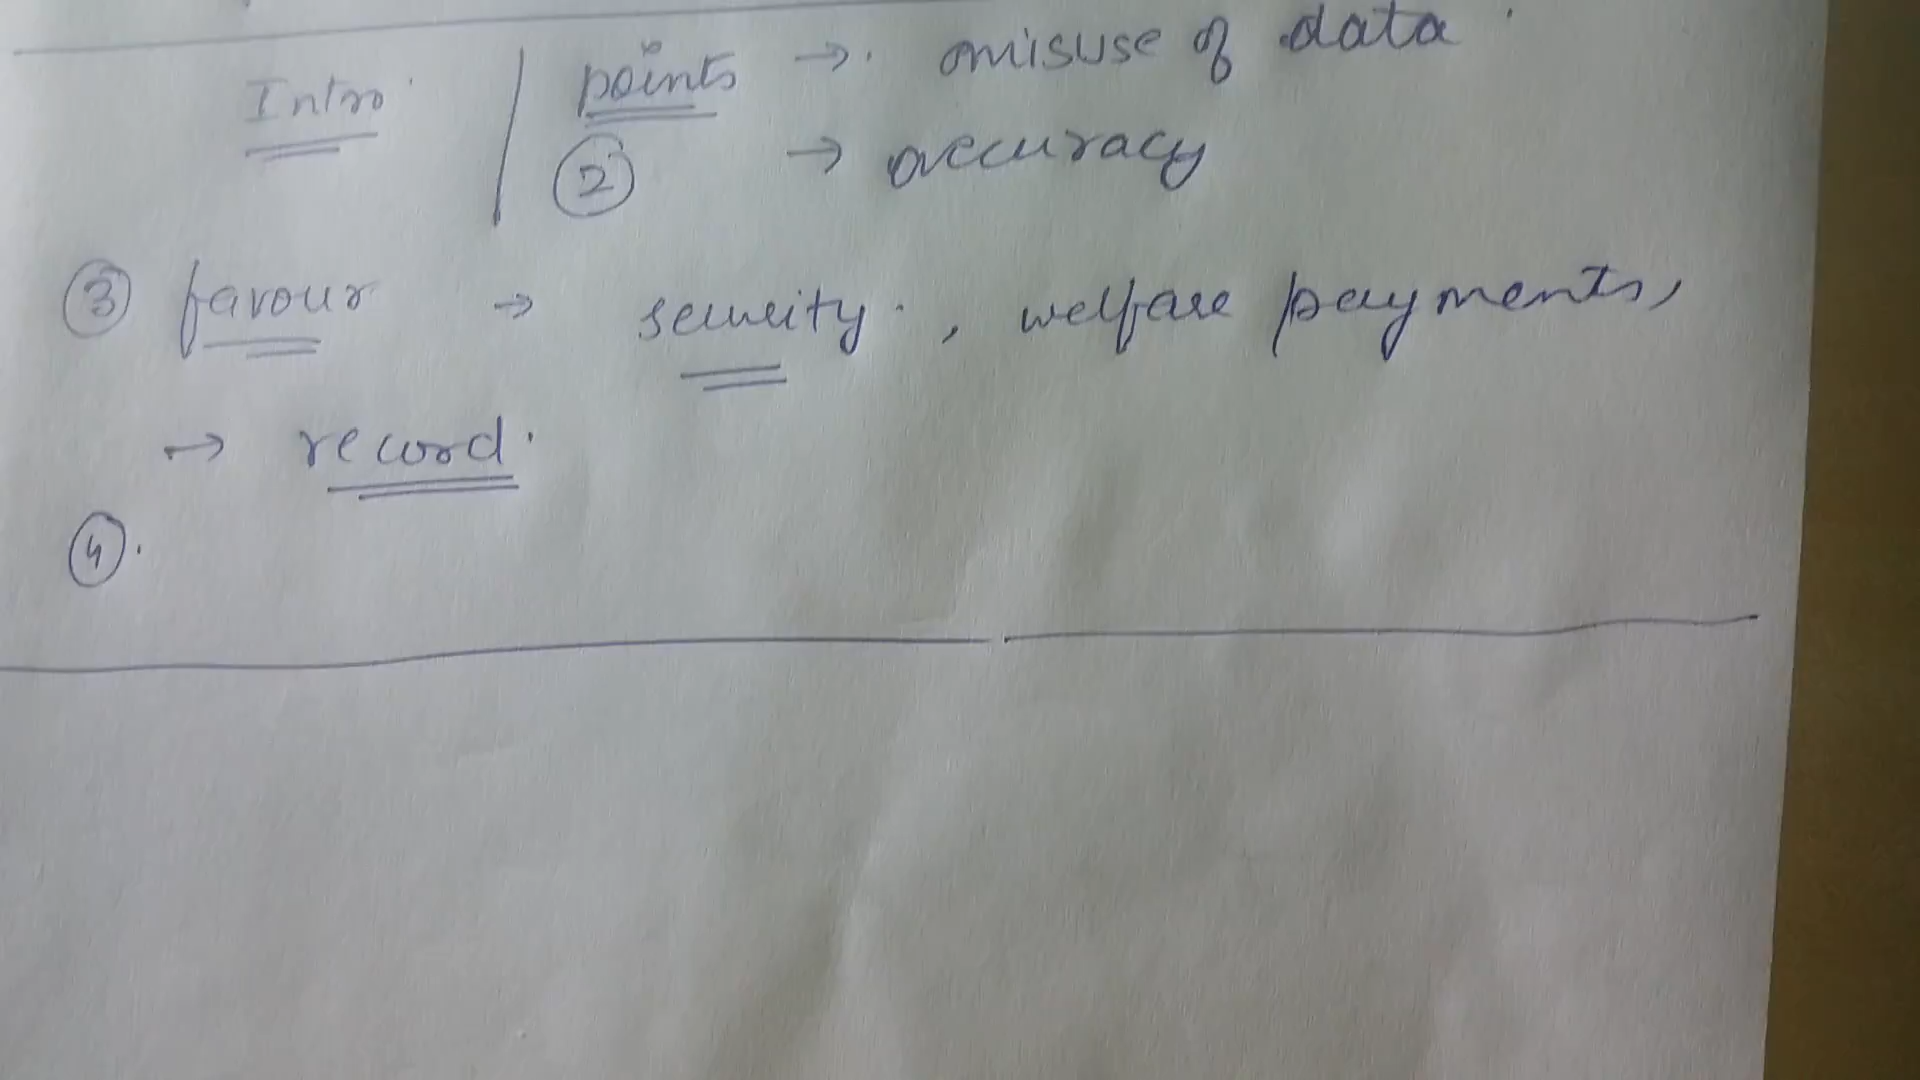 Intro. | points → . misuse of data .
② → accuracy
③ favour → security . , welfare payments,
→ record .
④ .